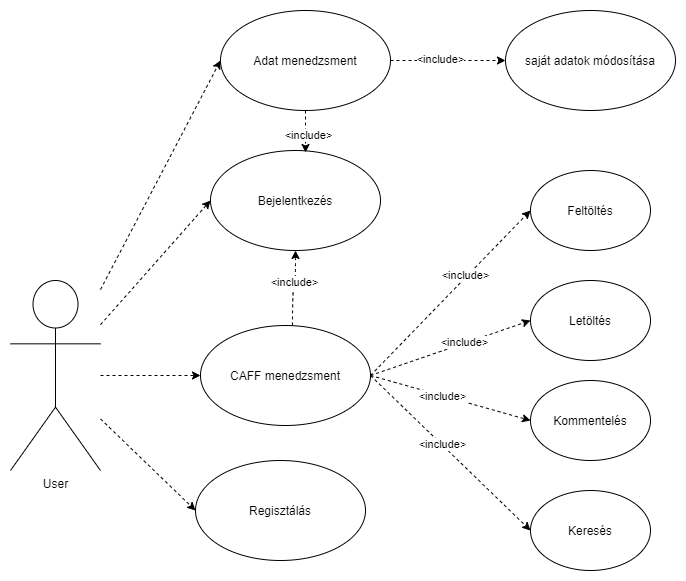 Adat menedzsment
<include>
saját adatok módosítása
<include>
Bejelentkezés
Feltöltés
<include>
<include>
Letöltés
<include>
CAFF menedzsment
<include>
Kommentelés
<include>
User
Regisztálás
Keresés